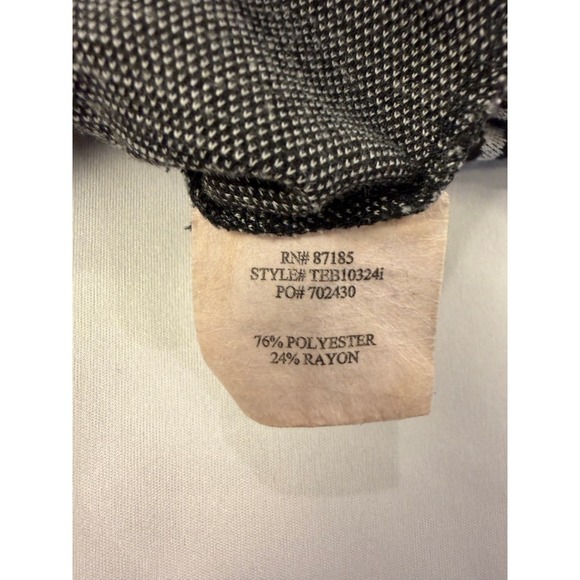 RN# 87185
STYLE# TEB10324i
PO# 702430
76% POLYESTER
24% RAYON